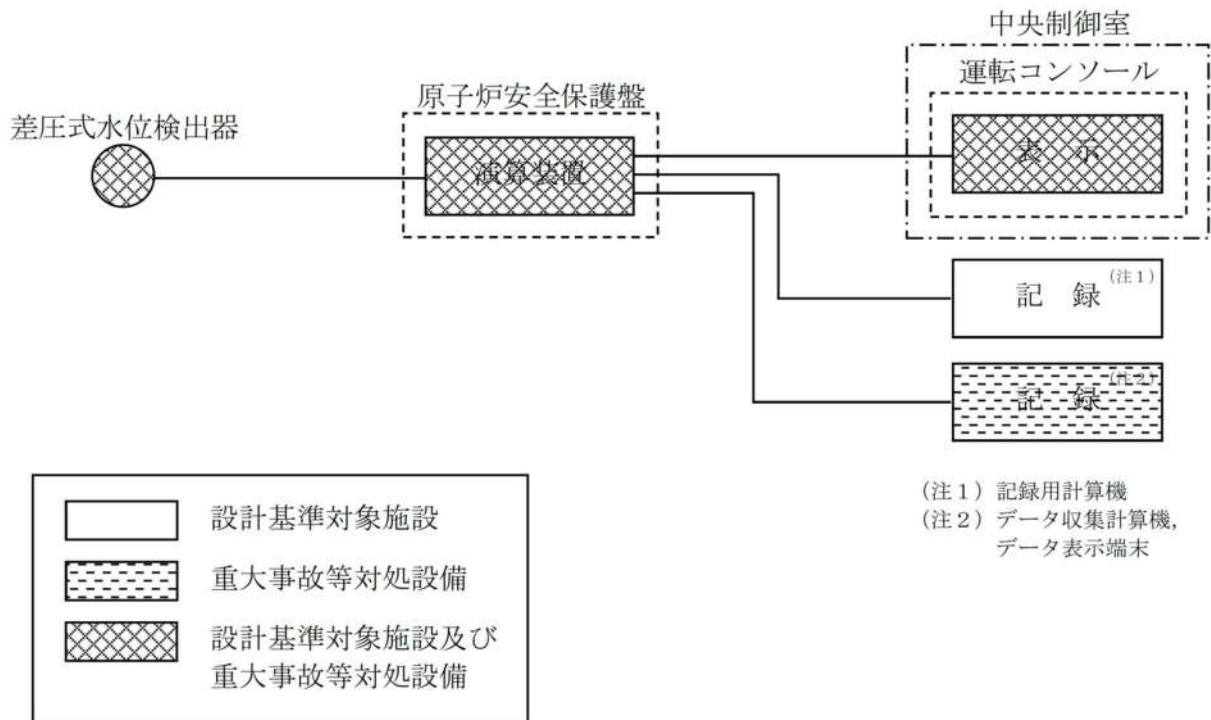 中央制御室
運転コンソール
原子炉安全保護盤
差圧式水位検出器
演算装置
表 示
記 録 (注1)
記 録 (注2)
(注1) 記録用計算機
(注2) データ収集計算機,
データ表示端末
設計基準対象施設
重大事故等対処設備
設計基準対象施設及び
重大事故等対処設備